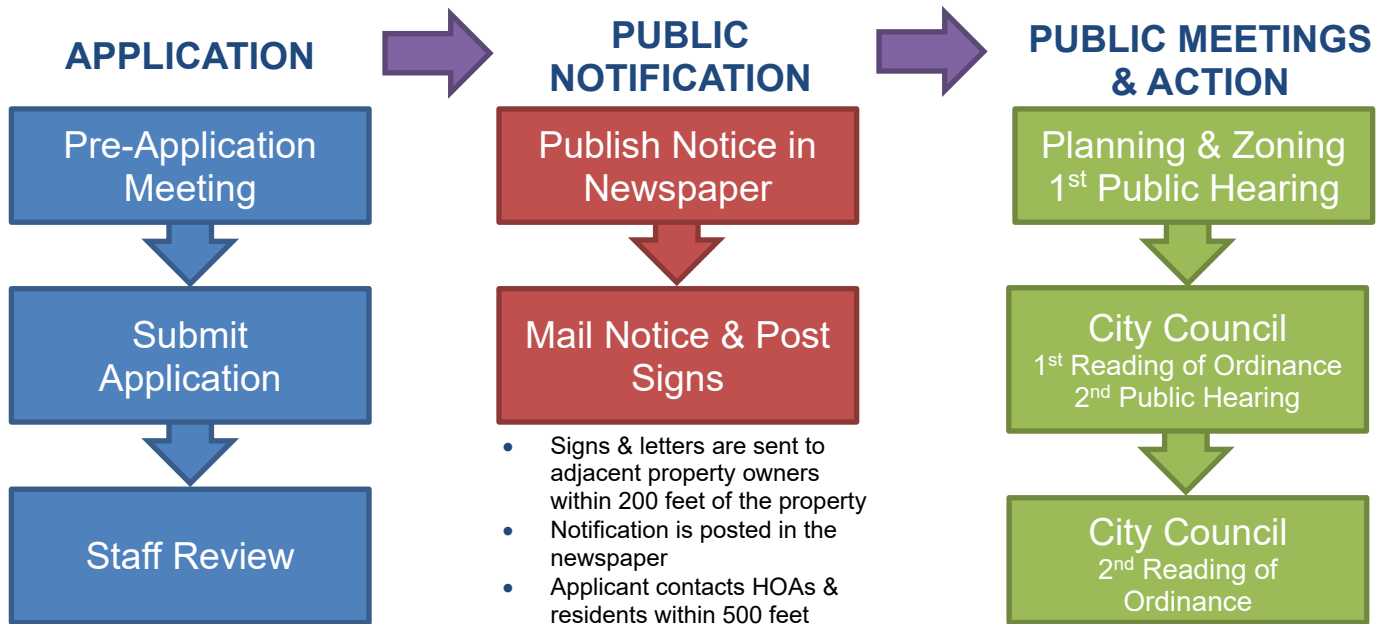 APPLICATION
Pre-Application
Meeting
Submit
Application
Staff Review
PUBLIC
NOTIFICATION
Publish Notice in
Newspaper
Mail Notice & Post
Signs
• Signs & letters are sent to
adjacent property owners
within 200 feet of the property
• Notification is posted in the
newspaper
• Applicant contacts HOAs &
residents within 500 feet
PUBLIC MEETINGS
& ACTION
Planning & Zoning
1st Public Hearing
City Council
1st Reading of Ordinance
2nd Public Hearing
City Council
2nd Reading of
Ordinance